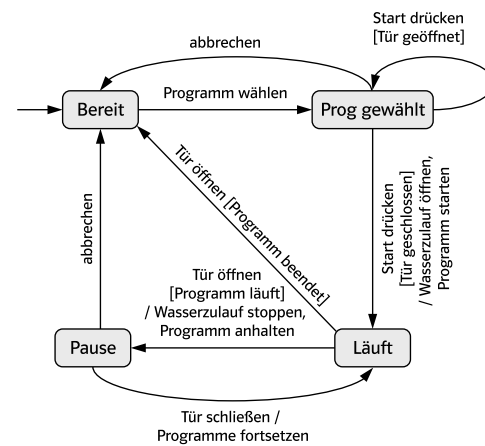 Start drücken
[Tür geöffnet]
abbrechen
Programm wählen
Bereit
Prog gewählt
Tür öffnen [Programm beendet]
Start drücken
[Tür geschlossen]
/ Wasserzulauf öffnen,
Programm starten
abbrechen
Tür öffnen
[Programm läuft]
/ Wasserzulauf stoppen,
Programm anhalten
Pause
Läuft
Tür schließen /
Programme fortsetzen